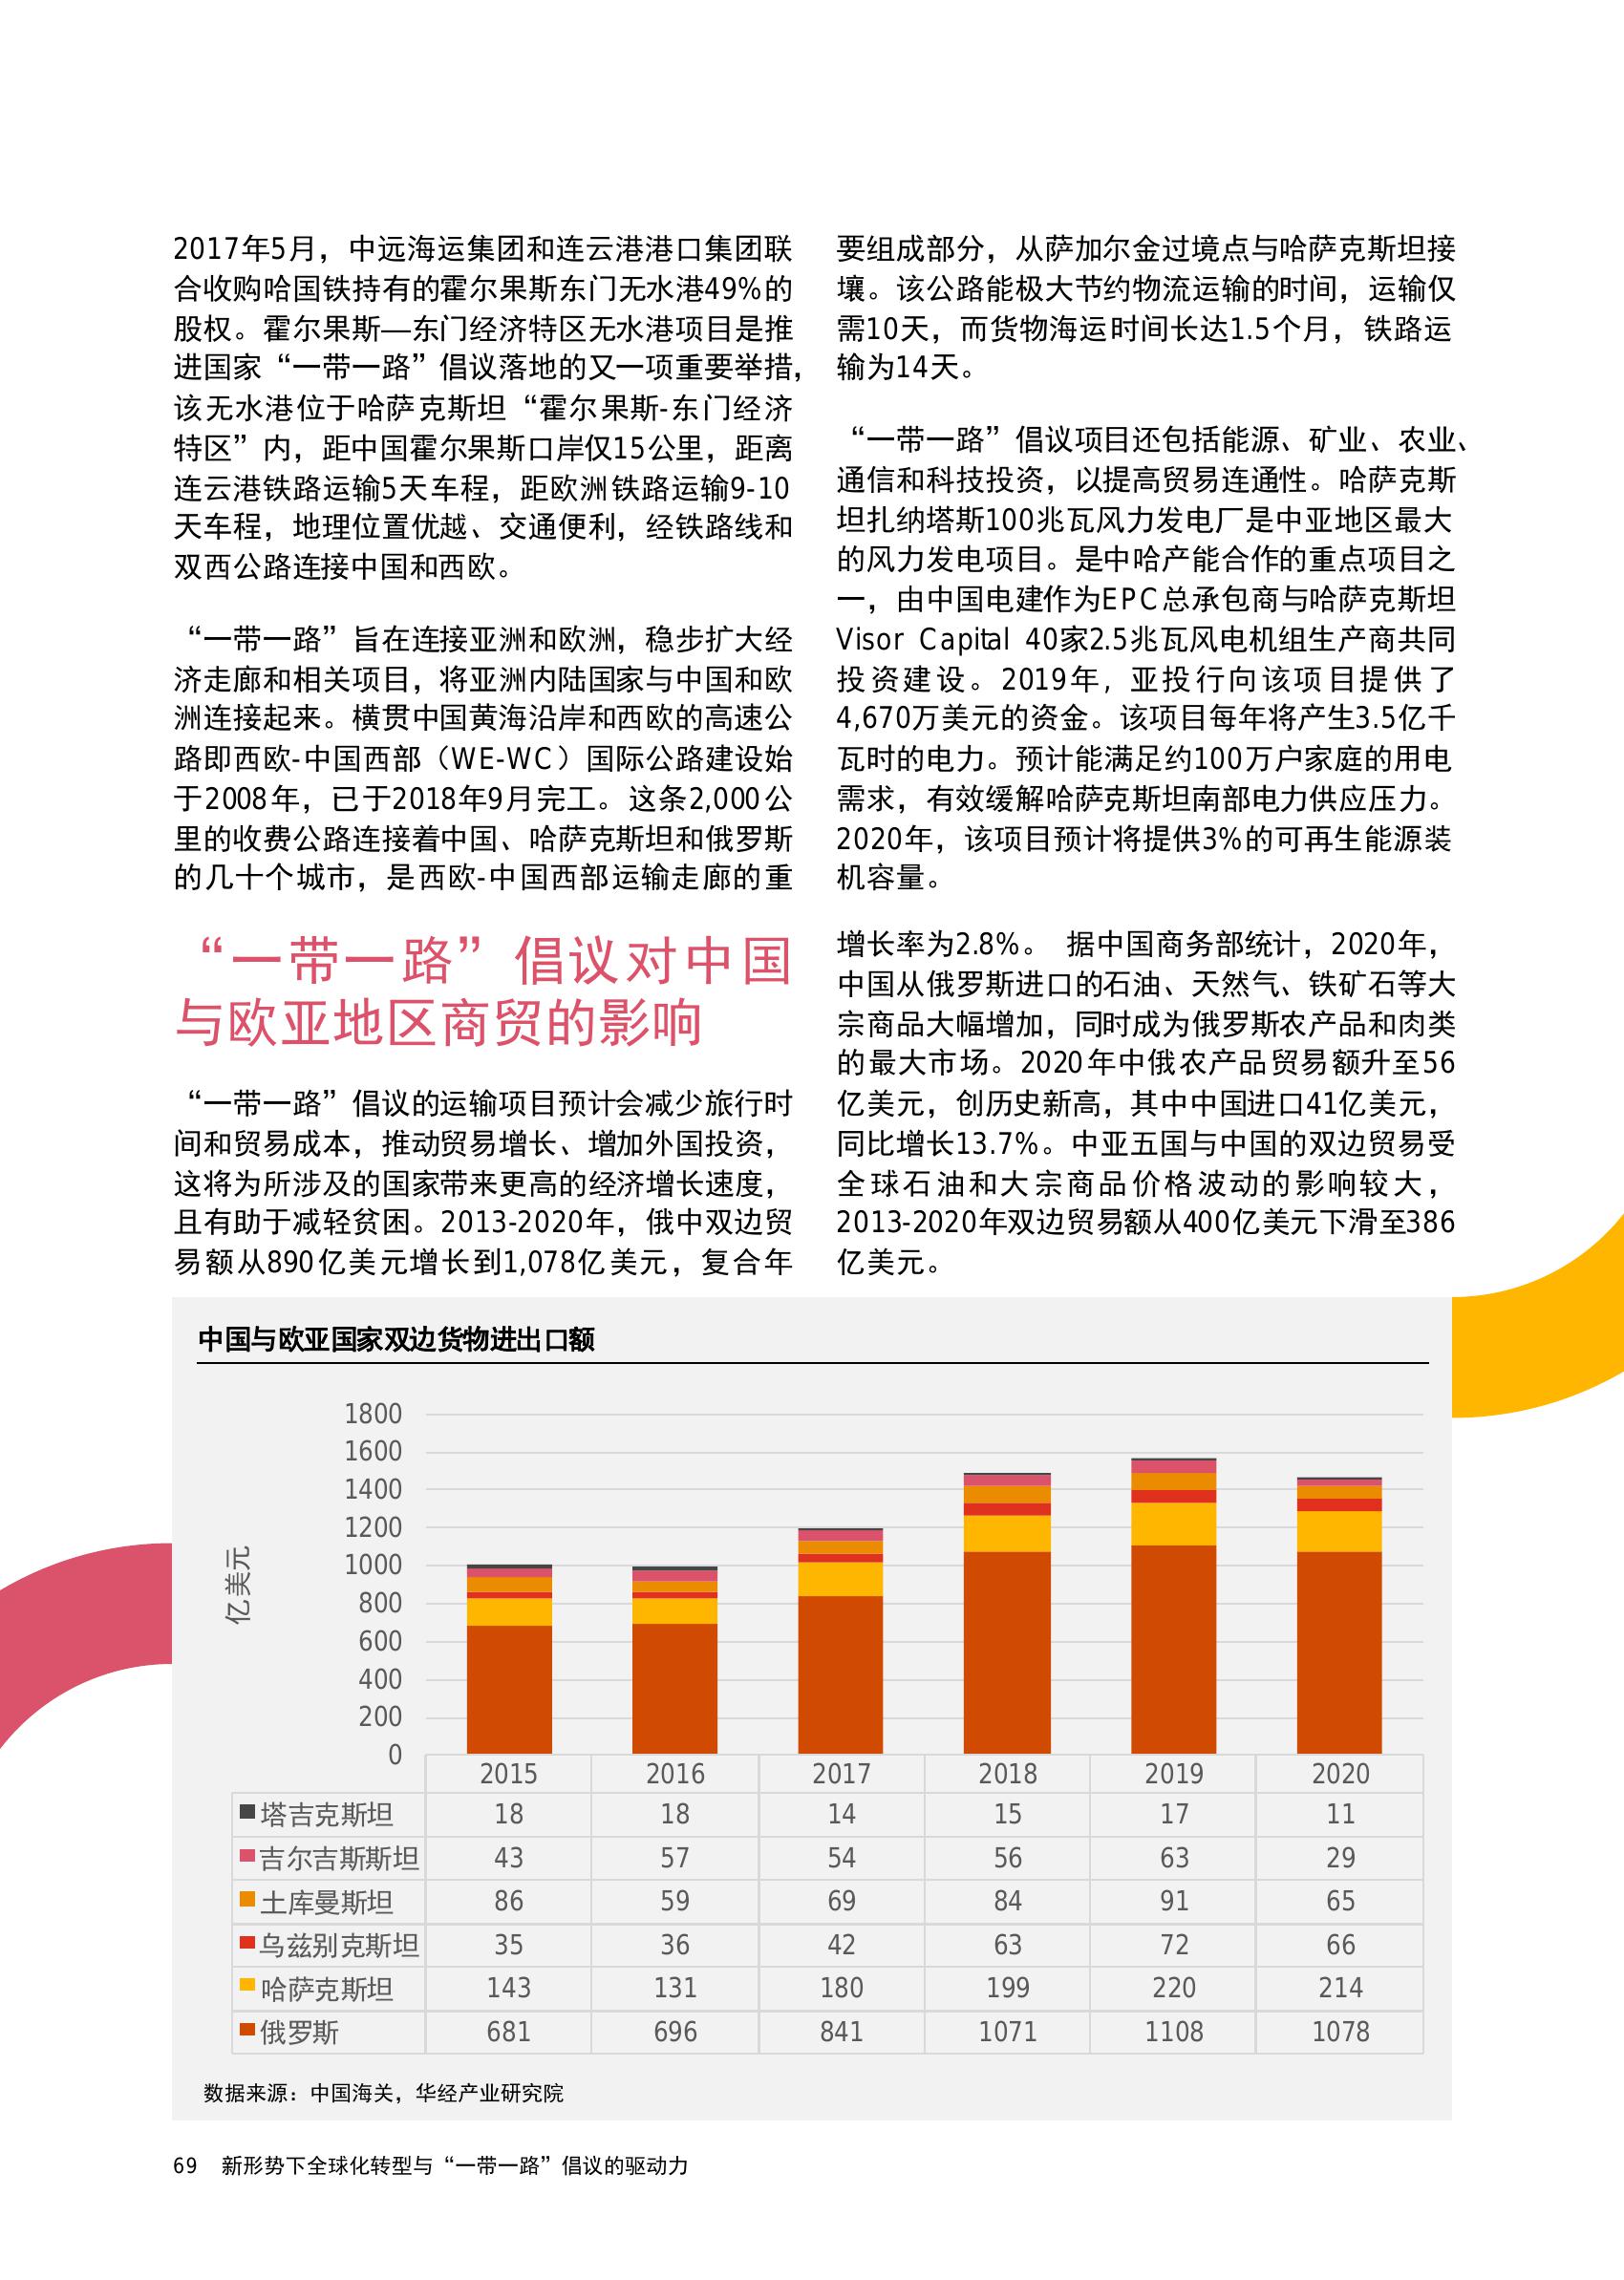 2017年5月，中远海运集团和连云港港口集团联
合收购哈国铁持有的霍尔果斯东门无水港49%的
股权。霍尔果斯—东门经济特区无水港项目是推
进国家“一带一路”倡议落地的又一项重要举措，
该无水港位于哈萨克斯坦“霍尔果斯-东门经济
特区”内，距中国霍尔果斯口岸仅15公里，距离
连云港铁路运输5天车程，距欧洲铁路运输9-10
天车程，地理位置优越、交通便利，经铁路线和
双西公路连接中国和西欧。
“一带一路”旨在连接亚洲和欧洲，稳步扩大经
济走廊和相关项目，将亚洲内陆国家与中国和欧
洲连接起来。横贯中国黄海沿岸和西欧的高速公
路即西欧-中国西部（WE-WC）国际公路建设始
于2008年，已于2018年9月完工。这条2,000公
里的收费公路连接着中国、哈萨克斯坦和俄罗斯
的几十个城市，是西欧-中国西部运输走廊的重
要组成部分，从萨加尔金过境点与哈萨克斯坦接
壤。该公路能极大节约物流运输的时间，运输仅
需10天，而货物海运时间长达1.5个月，铁路运
输为14天。
“一带一路”倡议项目还包括能源、矿业、农业、
通信和科技投资，以提高贸易连通性。哈萨克斯
坦扎纳塔斯100兆瓦风力发电厂是中亚地区最大
的风力发电项目。是中哈产能合作的重点项目之
一，由中国电建作为EPC总承包商与哈萨克斯坦
Visor Capital 40家2.5兆瓦风电机组生产商共同
投资建设。2019年，亚投行向该项目提供了
4,670万美元的资金。该项目每年将产生3.5亿千
瓦时的电力。预计能满足约100万户家庭的用电
需求，有效缓解哈萨克斯坦南部电力供应压力。
2020年，该项目预计将提供3%的可再生能源装
机容量。
“一带一路”倡议对中国
与欧亚地区商贸的影响
“一带一路”倡议的运输项目预计会减少旅行时
间和贸易成本，推动贸易增长、增加外国投资，
这将为所涉及的国家带来更高的经济增长速度，
且有助于减轻贫困。2013-2020年，俄中双边贸
易额从890亿美元增长到1,078亿美元，复合年
增长率为2.8%。 据中国商务部统计，2020年，
中国从俄罗斯进口的石油、天然气、铁矿石等大
宗商品大幅增加，同时成为俄罗斯农产品和肉类
的最大市场。2020年中俄农产品贸易额升至56
亿美元，创历史新高，其中中国进口41亿美元，
同比增长13.7%。中亚五国与中国的双边贸易受
全球石油和大宗商品价格波动的影响较大，
2013-2020年双边贸易额从400亿美元下滑至386
亿美元。
中国与欧亚国家双边货物进出口额
亿美元
1800
1600
1400
1200
1000
800
600
400
200
0
2015 2016 2017 2018 2019 2020
塔吉克斯坦 18 18 14 15 17 11
吉尔吉斯斯坦 43 57 54 56 63 29
土库曼斯坦 86 59 69 84 91 65
乌兹别克斯坦 35 36 42 63 72 66
哈萨克斯坦 143 131 180 199 220 214
俄罗斯 681 696 841 1071 1108 1078
数据来源：中国海关，华经产业研究院
69 新形势下全球化转型与“一带一路”倡议的驱动力